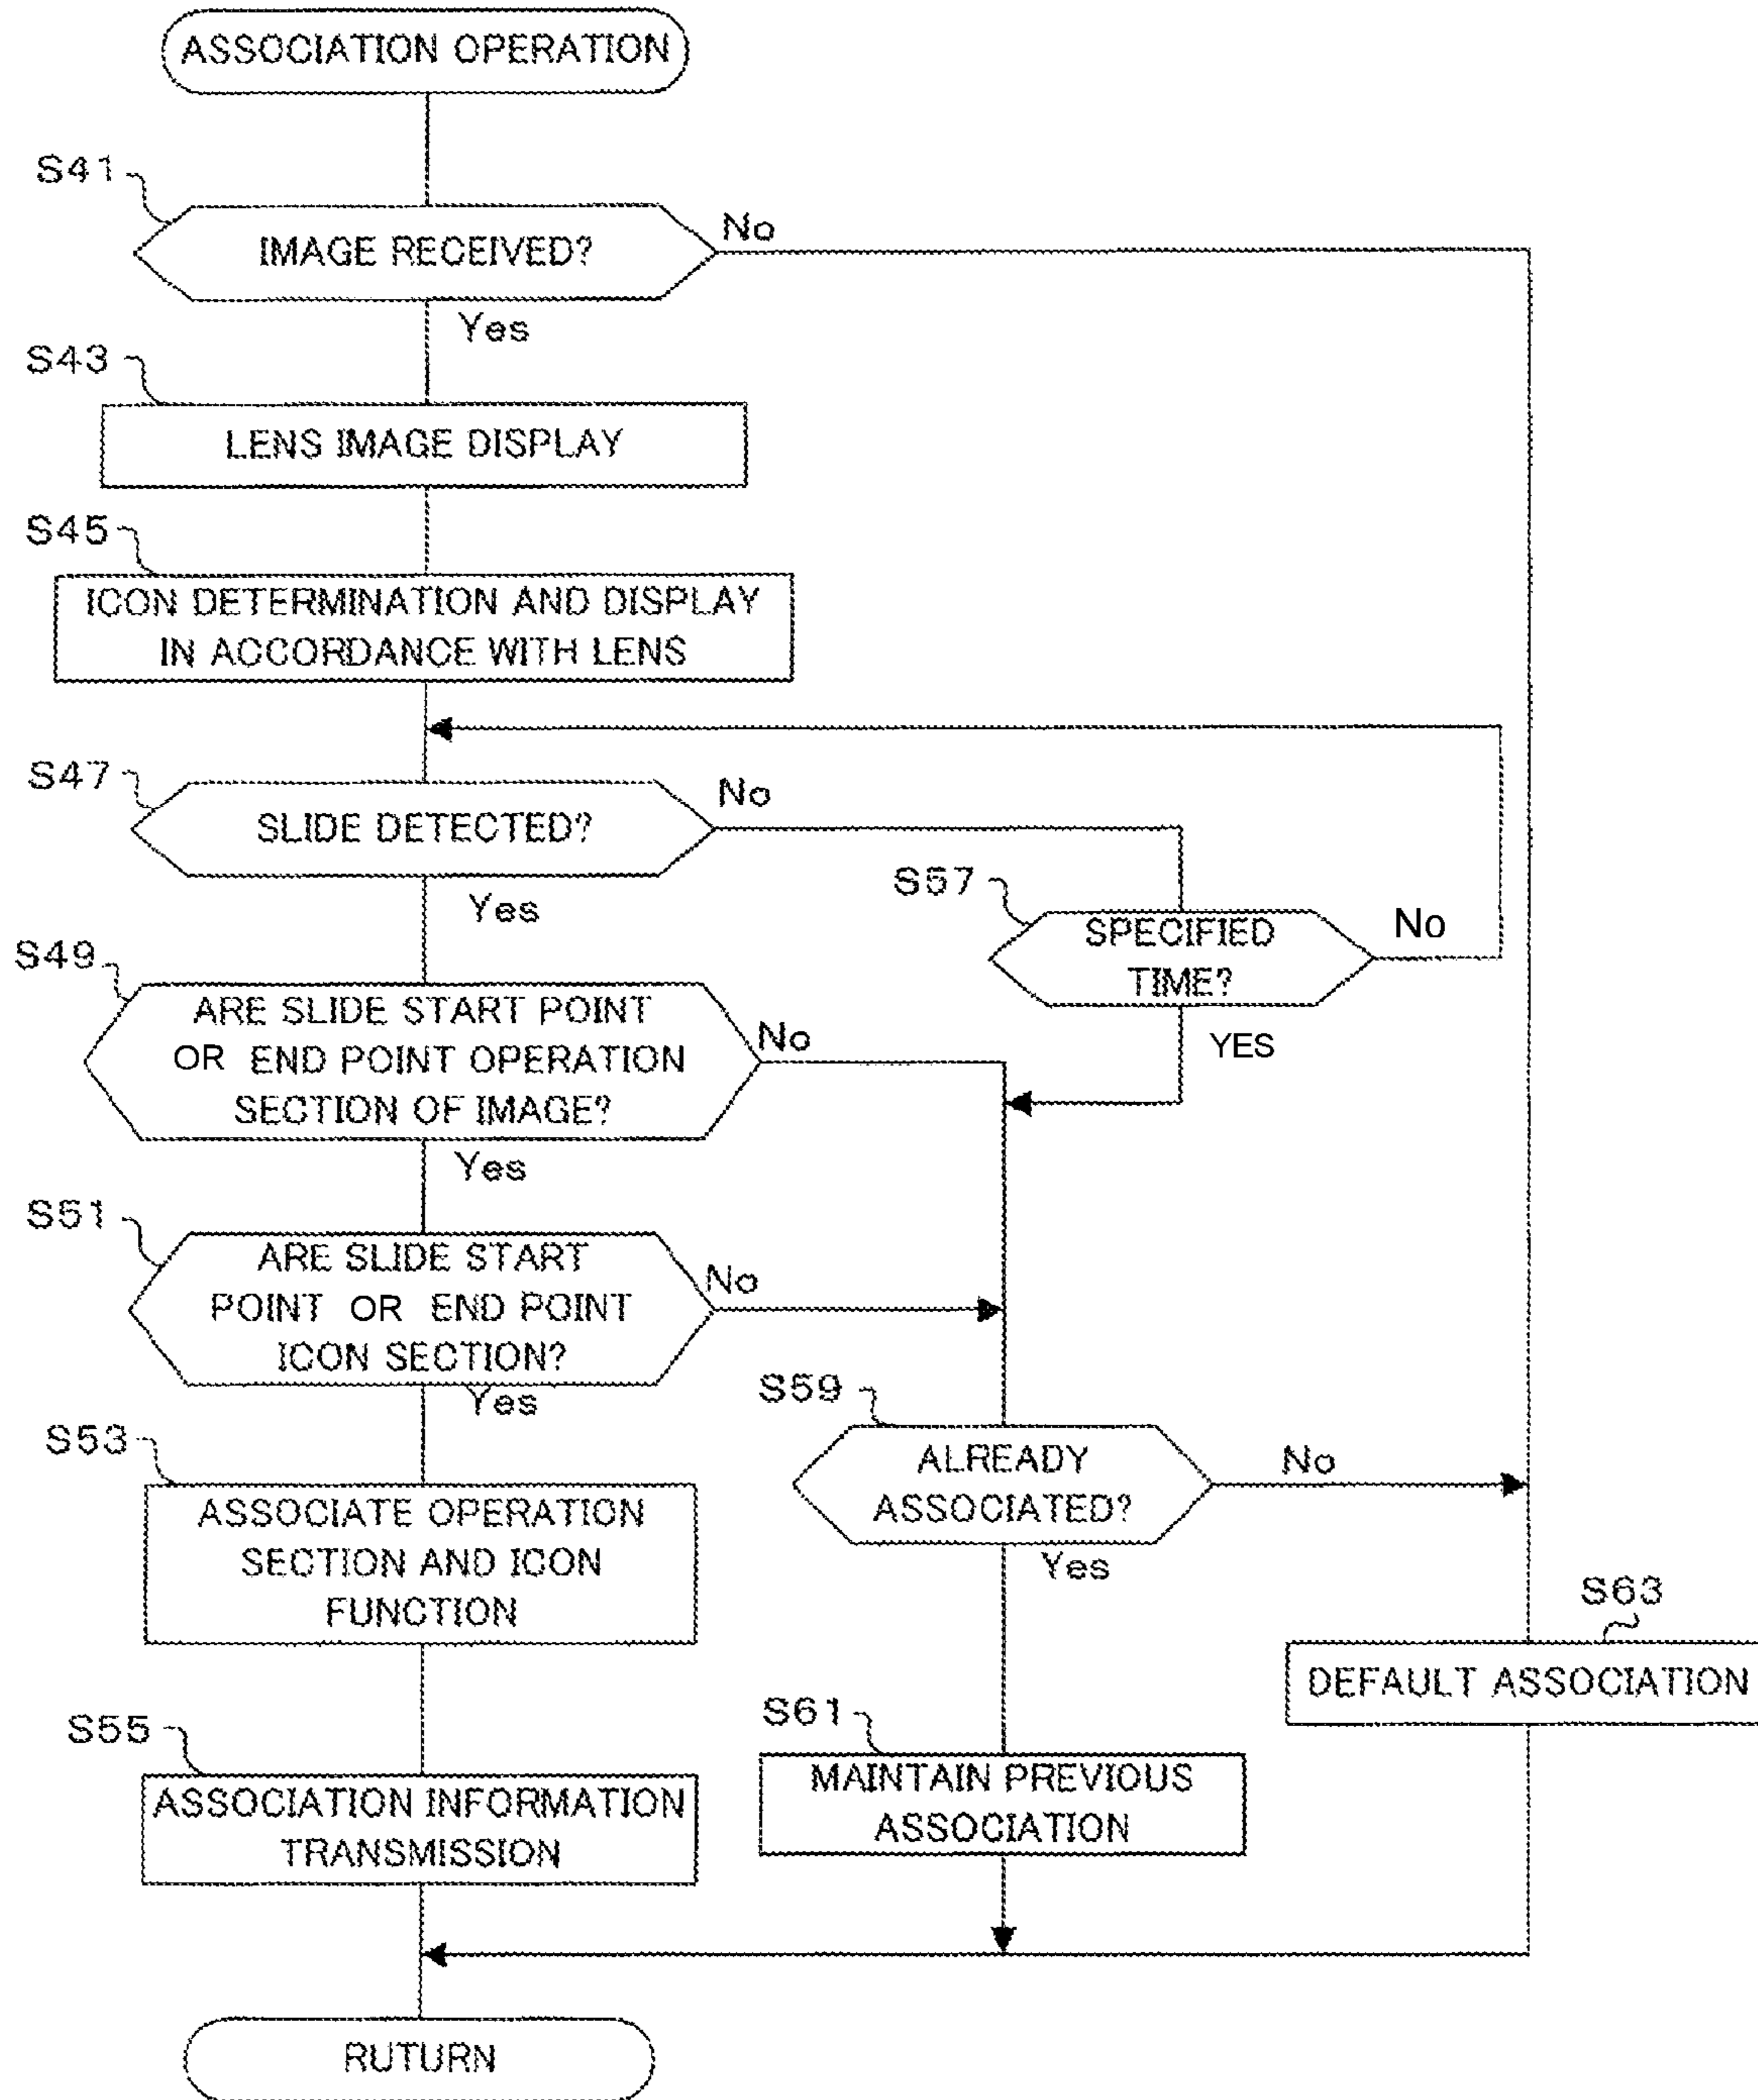 ASSOCIATION OPERATION
S41
IMAGE RECEIVED?
No
Yes
S43
LENS IMAGE DISPLAY
S45
ICON DETERMINATION AND DISPLAY
IN ACCORDANCE WITH LENS
S47
SLIDE DETECTED?
No
Yes
S57
SPECIFIED
TIME?
No
YES
S49
ARE SLIDE START POINT
OR END POINT OPERATION
SECTION OF IMAGE?
No
Yes
S51
ARE SLIDE START
POINT OR END POINT
ICON SECTION?
No
Yes
S59
ALREADY
ASSOCIATED?
No
Yes
S53
ASSOCIATE OPERATION
SECTION AND ICON
FUNCTION
S63
DEFAULT ASSOCIATION
S55
ASSOCIATION INFORMATION
TRANSMISSION
S61
MAINTAIN PREVIOUS
ASSOCIATION
RUTURN